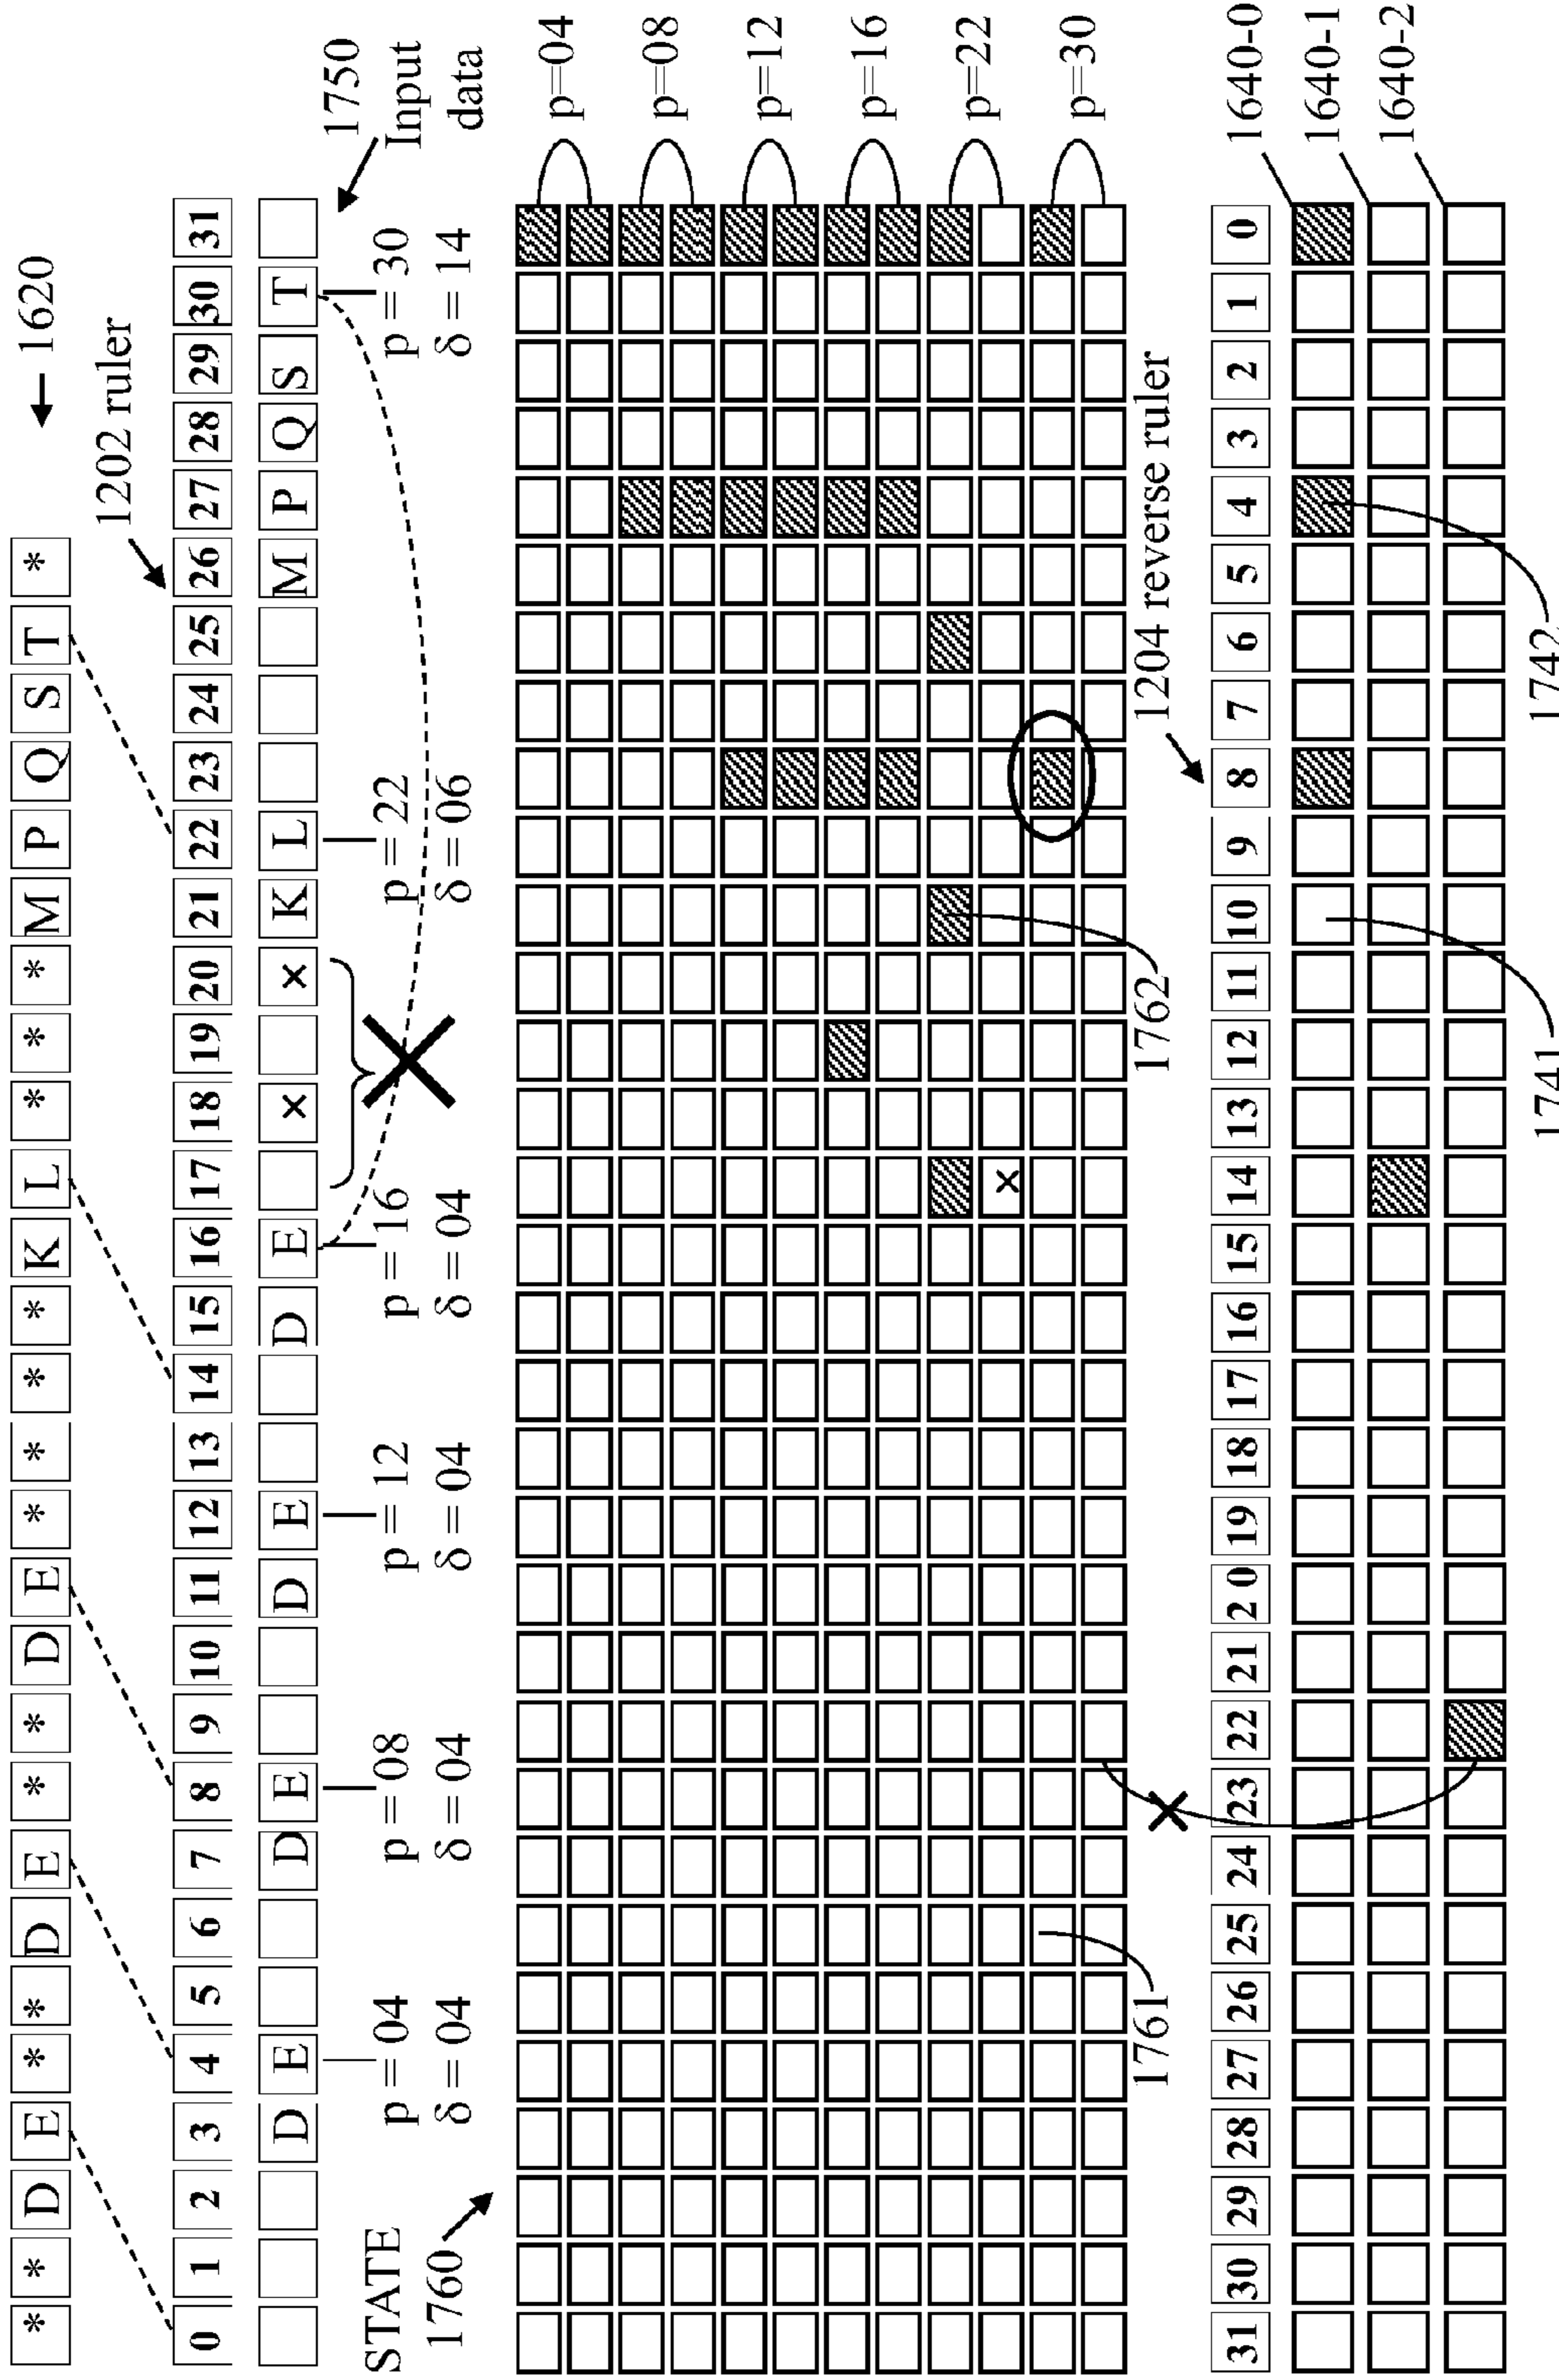 * * D E * * D E * * D E * * * * K L * * * M P Q S T * 1620
1202 ruler
0 1 2 3 4 5 6 7 8 9 10 11 12 13 14 15 16 17 18 19 20 21 22 23 24 25 26 27 28 29 30 31
D E D E D E D E x x K L M P Q S T
1750
Input
data
p = 04 p = 08 p = 12 p = 16 p = 22 p = 30
δ = 04 δ = 04 δ = 04 δ = 04 δ = 06 δ = 14
STATE
1760
p=04
p=08
p=12
p=16
p=22
x
p=30
1761 1762 1204 reverse ruler
31 30 29 28 27 26 25 24 23 22 21 2 0 19 18 17 16 15 14 13 12 11 10 9 8 7 6 5 4 3 2 1 0
1640-0
1640-1
1640-2
1741 1742